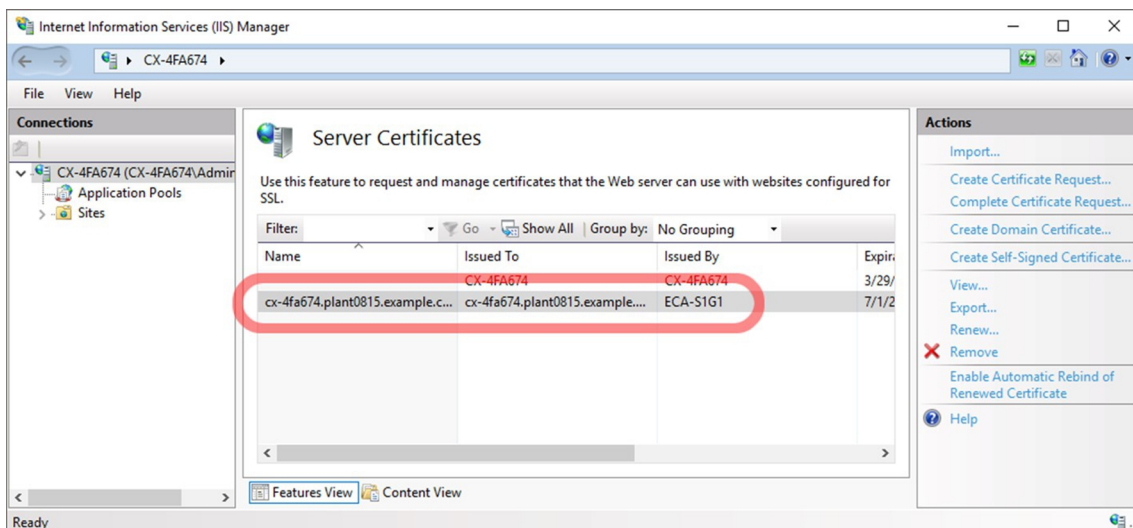 Internet Information Services (IIS) Manager
CX-4FA674
File View Help
Connections
CX-4FA674 (CX-4FA674\Admin
Application Pools
Sites
Server Certificates
Use this feature to request and manage certificates that the Web server can use with websites configured for
SSL.
Filter: Go Show All Group by: No Grouping
Name Issued To Issued By Expira
CX-4FA674 CX-4FA674 3/29/
cx-4fa674.plant0815.example.c... cx-4fa674.plant0815.example.... ECA-S1G1 7/1/2
Features View Content View
Actions
Import...
Create Certificate Request...
Complete Certificate Request...
Create Domain Certificate...
Create Self-Signed Certificate...
View...
Export...
Renew...
Remove
Enable Automatic Rebind of
Renewed Certificate
Help
Ready